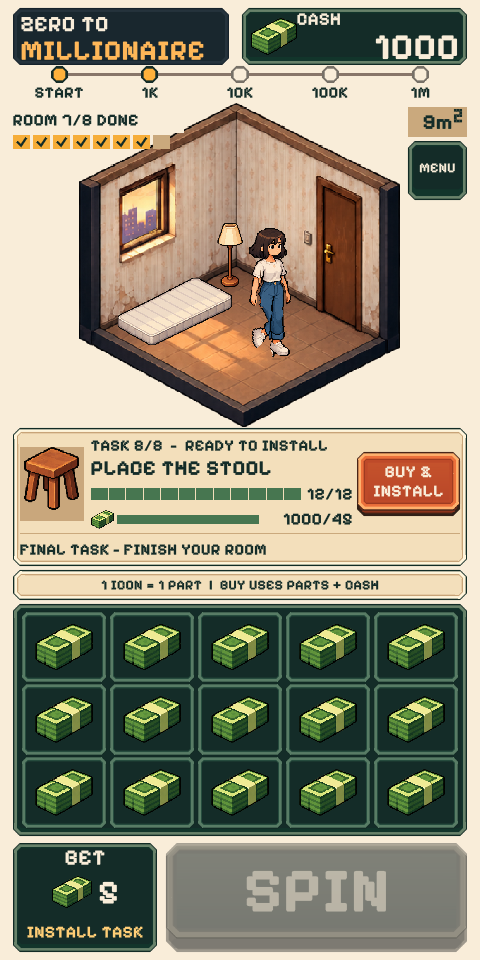 ZERO TO
MILLIONAIRE
CASH
1000
START
1K
10K
100K
1M
ROOM 7/8 DONE
9m²
MENU
TASK 8/8 - READY TO INSTALL
PLACE THE STOOL
12/12
1000/48
BUY &
INSTALL
FINAL TASK - FINISH YOUR ROOM
1 ICON = 1 PART | BUY USES PARTS + CASH
BET
S
INSTALL TASK
SPIN